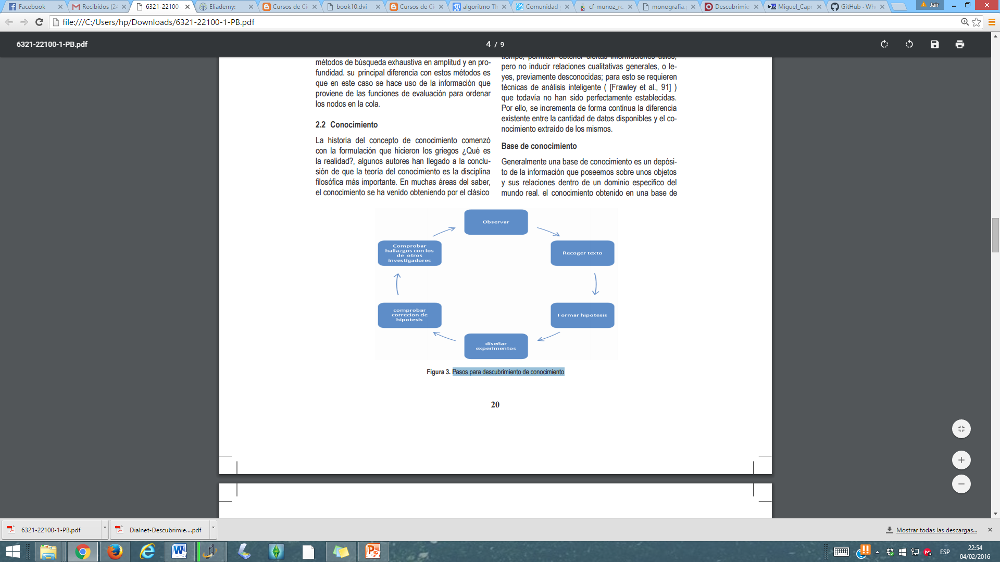 Facebook
Recibidos (24
6321-22100-
Eliademy:
Cursos de Ci
book10.dvi
Cursos de Ci
algoritmo Th
Comunidad
cf-munoz_rc
monografia.
Descubrimie
Miguel_Capr
GitHub · Wh
Jair
file:///C:/Users/hp/Downloads/6321-22100-1-PB.pdf
6321-22100-1-PB.pdf
4 / 9
métodos de búsqueda exhaustiva en amplitud y en pro-
fundidad. su principal diferencia con estos métodos es
que en este caso se hace uso de la información que
proviene de las funciones de evaluación para ordenar
los nodos en la cola.
2.2 Conocimiento
La historia del concepto de conocimiento comenzó
con la formulación que hicieron los griegos ¿Qué es
la realidad?, algunos autores han llegado a la conclu-
sión de que la teoría del conocimiento es la disciplina
filosófica más importante. En muchas áreas del saber,
el conocimiento se ha venido obteniendo por el clásico
tiempo, permiten obtener ciertas informaciones útiles,
pero no inducir relaciones cualitativas generales, o le-
yes, previamente desconocidas; para esto se requieren
técnicas de análisis inteligente ( [Frawley et al., 91] )
que todavía no han sido perfectamente establecidas.
Por ello, se incrementa de forma continua la diferencia
existente entre la cantidad de datos disponibles y el co-
nocimiento extraído de los mismos.
Base de conocimiento
Generalmente una base de conocimiento es un depósi-
to de la información que poseemos sobre unos objetos
y sus relaciones dentro de un dominio especifico del
mundo real. el conocimiento obtenido en una base de
Observar
Recoger texto
Formar hipotesis
diseñar
experimentos
comprobar
correcion de
hipotesis
Comprobar
hallazgos con los
de otros
investigadores
Figura 3. Pasos para descubrimiento de conocimiento
20
6321-22100-1-PB.pdf
Dialnet-Descubrimie....pdf
Mostrar todas las descargas...
ESP
22:54
04/02/2016